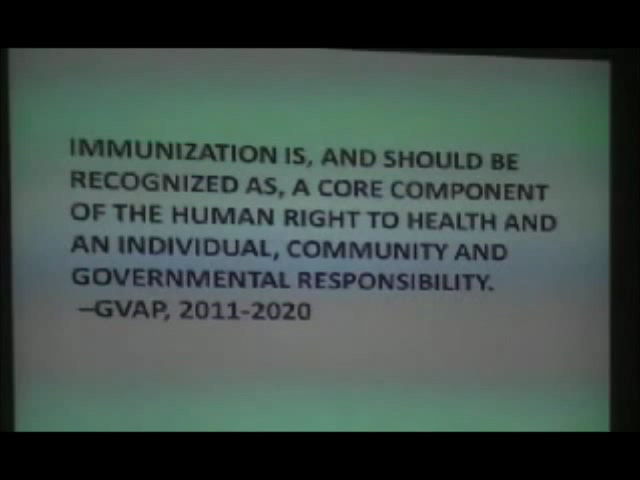 IMMUNIZATION IS, AND SHOULD BE
RECOGNIZED AS, A CORE COMPONENT
OF THE HUMAN RIGHT TO HEALTH AND
AN INDIVIDUAL, COMMUNITY AND
GOVERNMENTAL RESPONSIBILITY.
–GVAP, 2011-2020